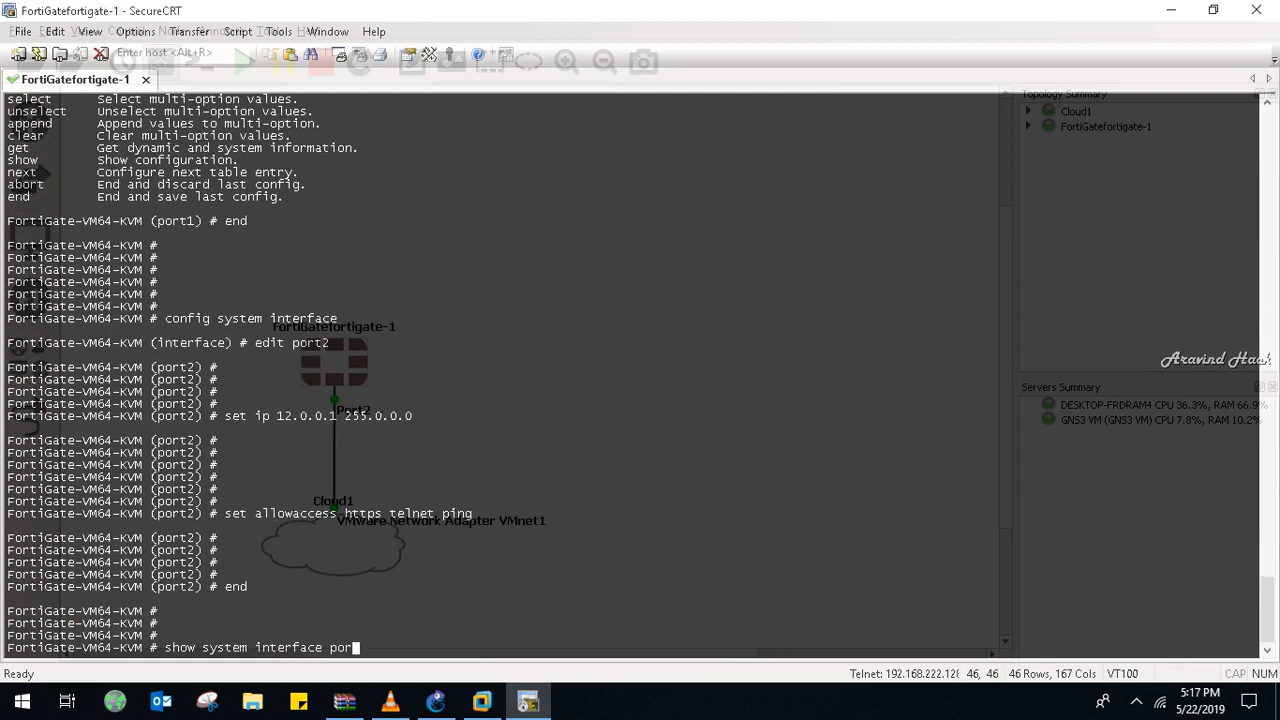 FortiGatefortigate-1 - SecureCRT
File Edit View Options Transfer Script Tools Window Help
Enter host <Alt+R>
FortiGatefortigate-1
select Select multi-option values.
unselect Unselect multi-option values.
append Append values to multi-option.
clear Clear multi-option values.
get Get dynamic and system information.
show Show configuration.
next Configure next table entry.
abort End and discard last config.
end End and save last config.
FortiGate-VM64-KVM (port1) # end
FortiGate-VM64-KVM #
FortiGate-VM64-KVM #
FortiGate-VM64-KVM #
FortiGate-VM64-KVM #
FortiGate-VM64-KVM #
FortiGate-VM64-KVM #
FortiGate-VM64-KVM # config system interface
FortiGate-VM64-KVM (interface) # edit port2
FortiGate-VM64-KVM (port2) #
FortiGate-VM64-KVM (port2) #
FortiGate-VM64-KVM (port2) #
FortiGate-VM64-KVM (port2) #
FortiGate-VM64-KVM (port2) # set ip 12.0.0.1 255.0.0.0
FortiGate-VM64-KVM (port2) #
FortiGate-VM64-KVM (port2) #
FortiGate-VM64-KVM (port2) #
FortiGate-VM64-KVM (port2) #
FortiGate-VM64-KVM (port2) #
FortiGate-VM64-KVM (port2) #
FortiGate-VM64-KVM (port2) # set allowaccess https telnet ping
FortiGate-VM64-KVM (port2) #
FortiGate-VM64-KVM (port2) #
FortiGate-VM64-KVM (port2) #
FortiGate-VM64-KVM (port2) #
FortiGate-VM64-KVM (port2) # end
FortiGate-VM64-KVM #
FortiGate-VM64-KVM #
FortiGate-VM64-KVM #
FortiGate-VM64-KVM # show system interface por
FortiGatefortigate-1
Port2
Cloud1
VMware Network Adapter VMnet1
Topology Summary
Cloud1
FortiGatefortigate-1
Aravind Haak
Servers Summary
DESKTOP-FRDRAM4 CPU 36.3%, RAM 66.9%
GNS3 VM (GNS3 VM) CPU 7.8%, RAM 10.2%
Ready
Telnet: 192.168.222.128
46, 46
46 Rows, 167 Cols
VT100
CAP NUM
5:17 PM
5/22/2019